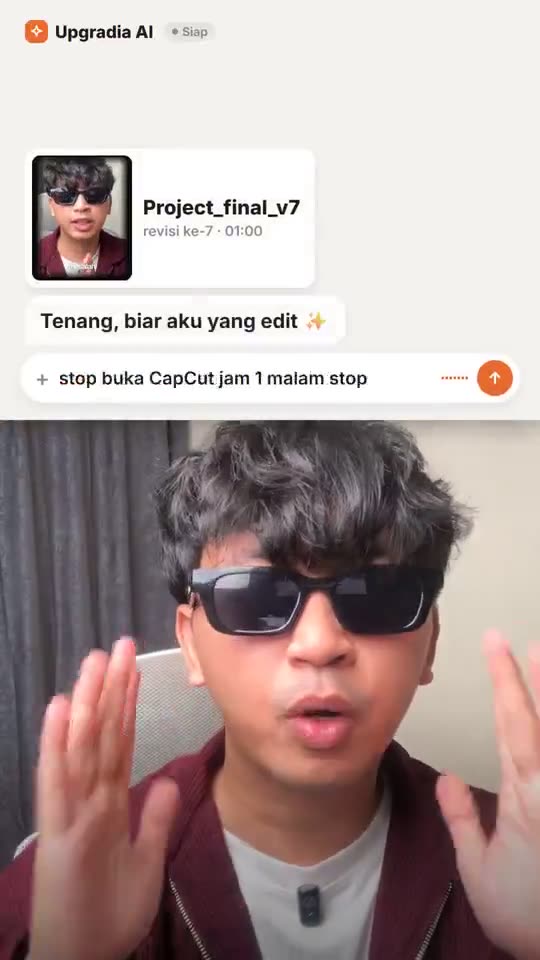 Upgradia AI
Siap
Project_final_v7
revisi ke-7 · 01:00
Tenang, biar aku yang edit ✨
+ stop buka CapCut jam 1 malam stop